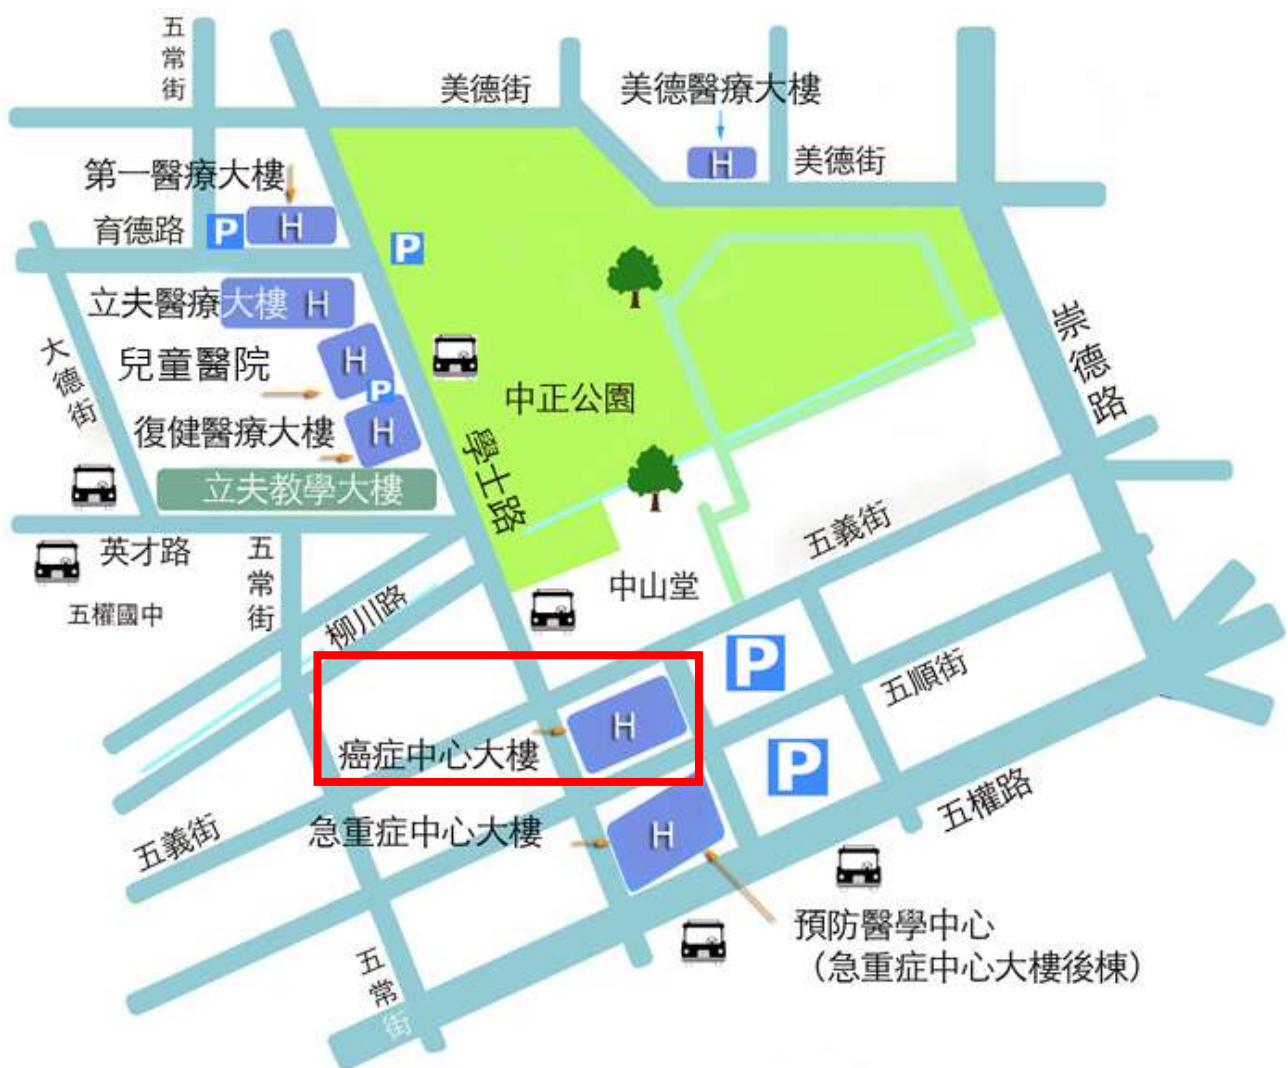 五常街
美德街
美德醫療大樓
H
美德街
第一醫療大樓
育德路
P
H
P
立夫醫療大樓 H
大德街
兒童醫院
H
P
崇德路
中正公園
復健醫療大樓
H
學士路
立夫教學大樓
英才路
五常街
五義街
中山堂
五權國中
柳川路
P
五順街
H
癌症中心大樓
P
五權路
五義街
急重症中心大樓
H
預防醫學中心
（急重症中心大樓後棟）
五常街